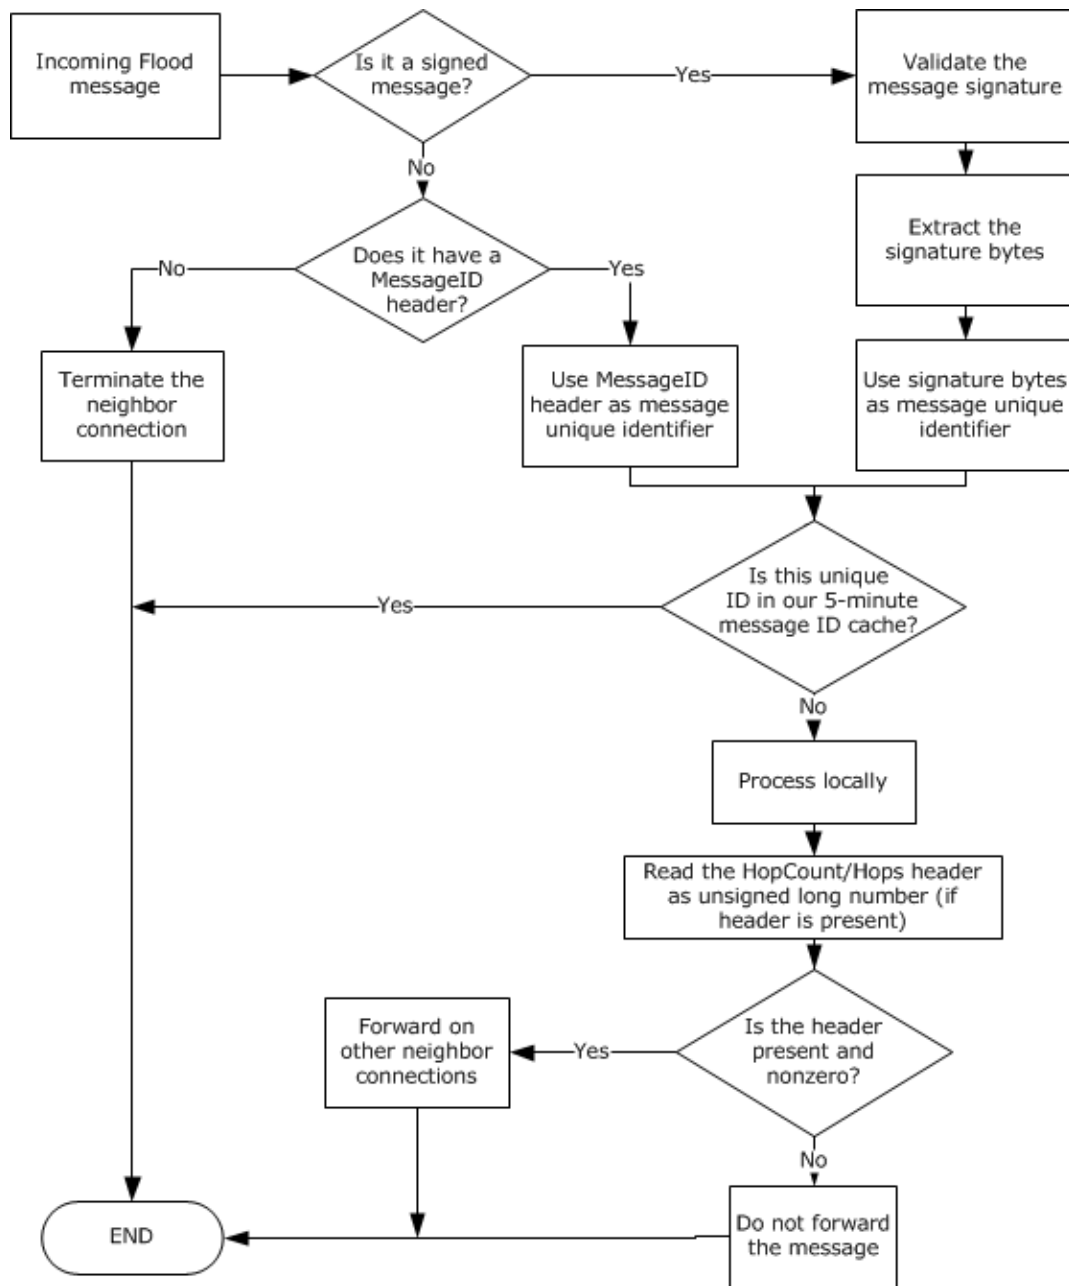 Incoming Flood
message
Is it a signed
message?
Yes
Validate the
message signature
No
Extract the
signature bytes
Does it have a
MessageID
header?
No
Yes
Terminate the
neighbor
connection
Use MessageID
header as message
unique identifier
Use signature bytes
as message unique
identifier
Is this unique
ID in our 5-minute
message ID cache?
Yes
No
Process locally
Read the HopCount/Hops header
as unsigned long number (if
header is present)
Is the header
present and
nonzero?
Yes
Forward on
other neighbor
connections
No
Do not forward
the message
END